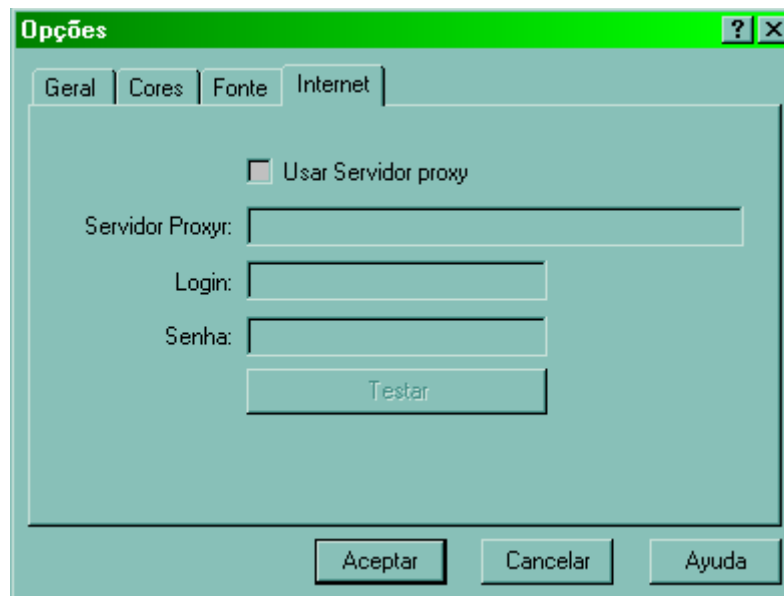 Opções
Geral Cores Fonte Internet
Usar Servidor proxy
Servidor Proxyr:
Login:
Senha:
Testar
Aceptar Cancelar Ayuda